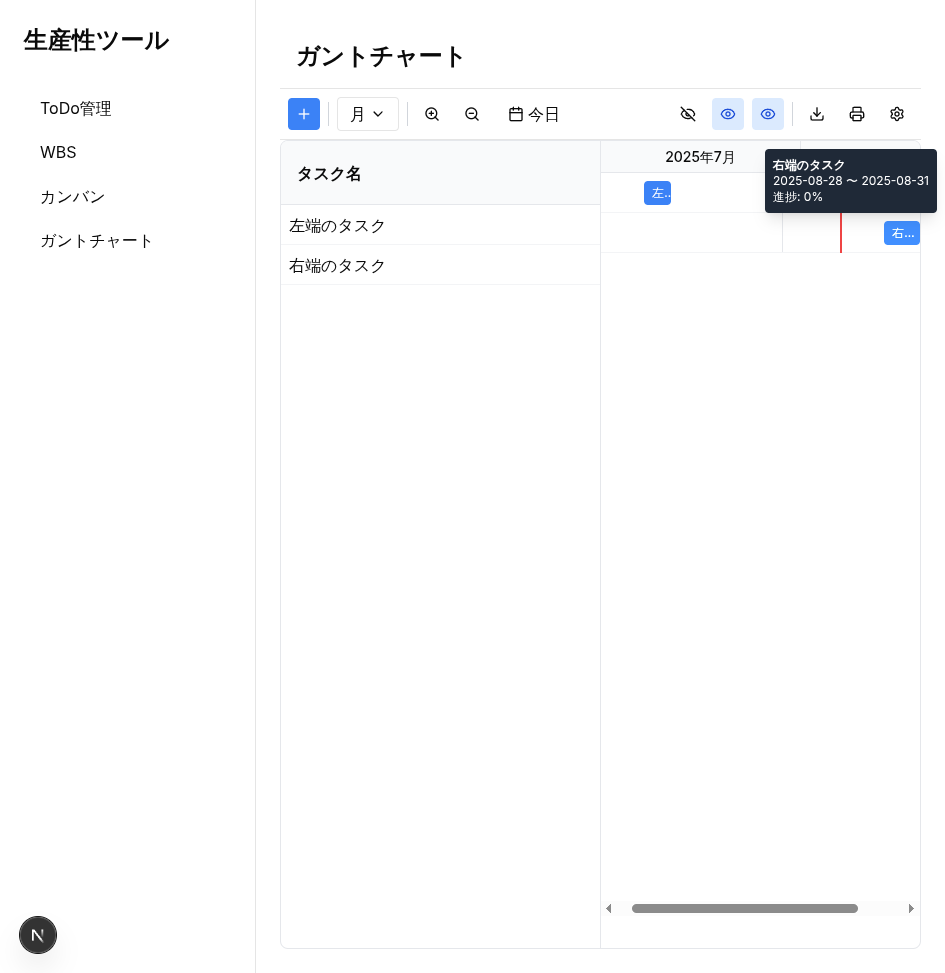 生産性ツール
ToDo管理
WBS
カンバン
ガントチャート
ガントチャート
月
今日
タスク名
2025年7月
右端のタスク
2025-08-28 〜 2025-08-31
進捗: 0%
左端のタスク
左...
右端のタスク
右...
N